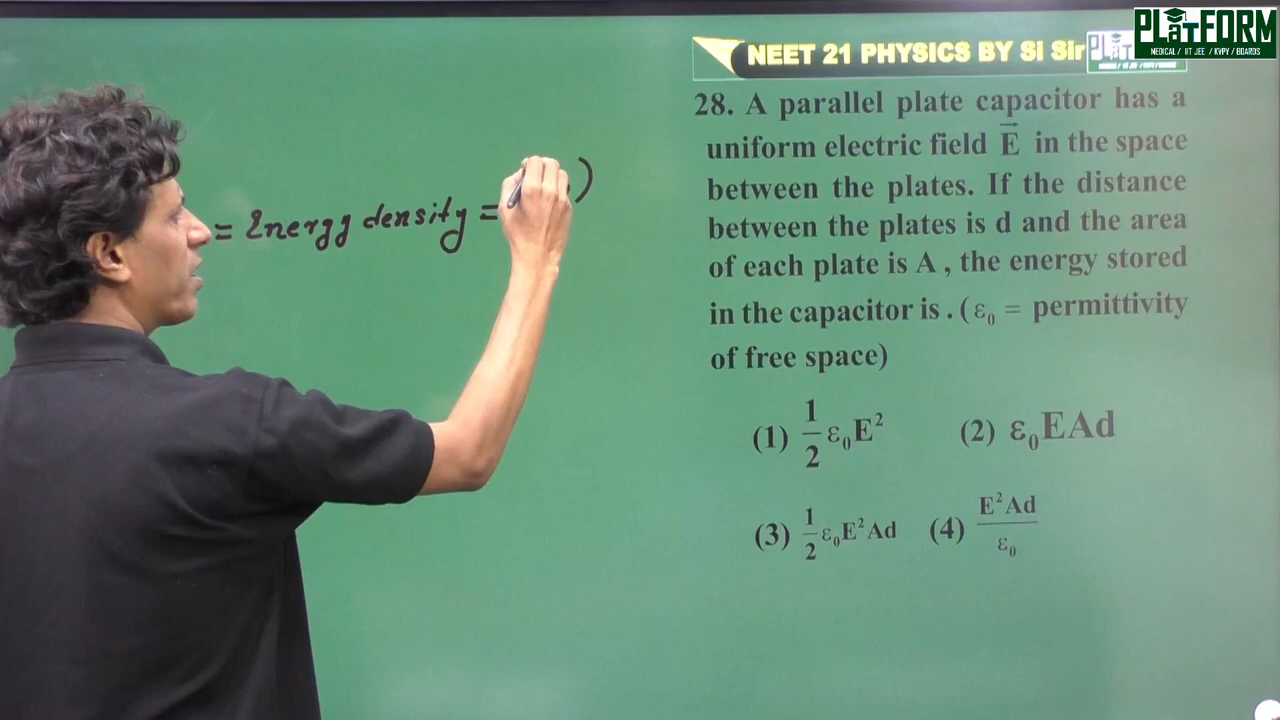 PLATFORM
MEDICAL / IIT JEE / KVPY / BOARDS
NEET 21 PHYSICS BY Si Sir
= Energy density = )
28. A parallel plate capacitor has a
uniform electric field E⃗ in the space
between the plates. If the distance
between the plates is d and the area
of each plate is A , the energy stored
in the capacitor is . ( ε₀ = permittivity
of free space)
(1) 1/2 ε₀E² (2) ε₀EAd
(3) 1/2 ε₀E²Ad (4) E²Ad/ε₀